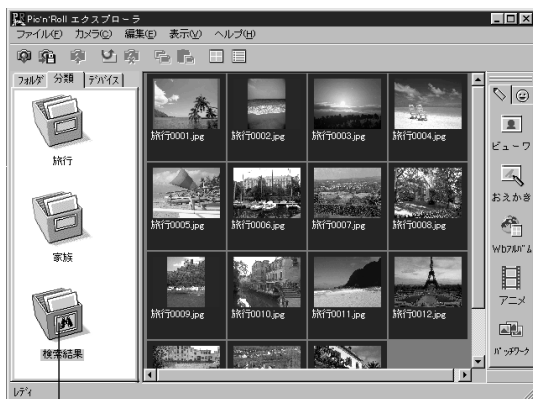 Pic'n'Roll エクスプローラ
ファイル(F) カメラ(C) 編集(E) 表示(V) ヘルプ(H)
フォルダ 分類 デバイス
旅行
家族
検索結果
旅行0001.jpg 旅行0002.jpg 旅行0003.jpg 旅行0004.jpg
旅行0005.jpg 旅行0006.jpg 旅行0007.jpg 旅行0008.jpg
旅行0009.jpg 旅行0010.jpg 旅行0011.jpg 旅行0012.jpg
ビューワ
おえかき
Wbアルバム
アニメ
パッチワーク
レディ